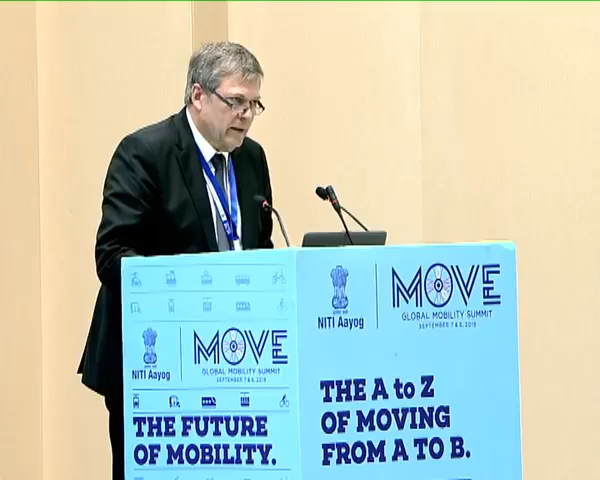 NITI Aayog
MOVE
GLOBAL MOBILITY SUMMIT
SEPTEMBER 7 & 8, 2018
THE FUTURE
OF MOBILITY.
NITI Aayog
MOVE
GLOBAL MOBILITY SUMMIT
SEPTEMBER 7 & 8, 2018
THE A to Z
OF MOVING
FROM A TO B.